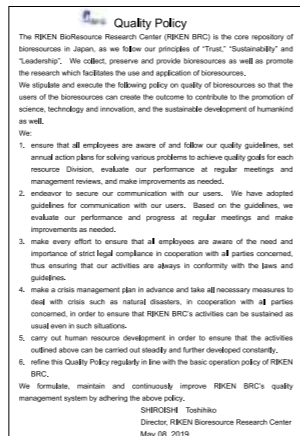 Quality Policy
The RIKEN BioResource Research Center (RIKEN BRC) is the core repository of
bioresources in Japan, as we follow our principles of "Trust," "Sustainability" and
"Leadership". We collect, preserve and provide bioresources as well as promote
the research which facilitates the use and application of bioresources.
We stipulate and execute the following policy on quality of bioresources so that the
users of the bioresources can create the outcome to contribute to the promotion of
science, technology and innovation, and the sustainable development of humankind
as well.
We:
1. ensure that all employees are aware of and follow our quality guidelines, set
annual action plans for solving various problems to achieve quality goals for each
resource Division, evaluate our performance at regular meetings and
management reviews, and make improvements as needed.
2. endeavor to secure our communication with our users. We have adopted
guidelines for communication with our users. Based on the guidelines, we
evaluate our performance and progress at regular meetings and make
improvements as needed.
3. make every effort to ensure that all employees are aware of the need and
importance of strict legal compliance in cooperation with all parties concerned,
thus ensuring that our activities are always in conformity with the laws and
guidelines.
4. make a crisis management plan in advance and take all necessary measures to
deal with crisis such as natural disasters, in cooperation with all parties
concerned, in order to ensure that RIKEN BRC's activities can be sustained as
usual even in such situations.
5. carry out human resource development in order to ensure that the activities
outlined above can be carried out steadily and further developed constantly.
6. refine this Quality Policy regularly in line with the basic operation policy of RIKEN
BRC.
We formulate, maintain and continuously improve RIKEN BRC's quality
management system by adhering the above policy.
SHIROISHI Toshihiko
Director, RIKEN Bioresource Research Center
May 08, 2019